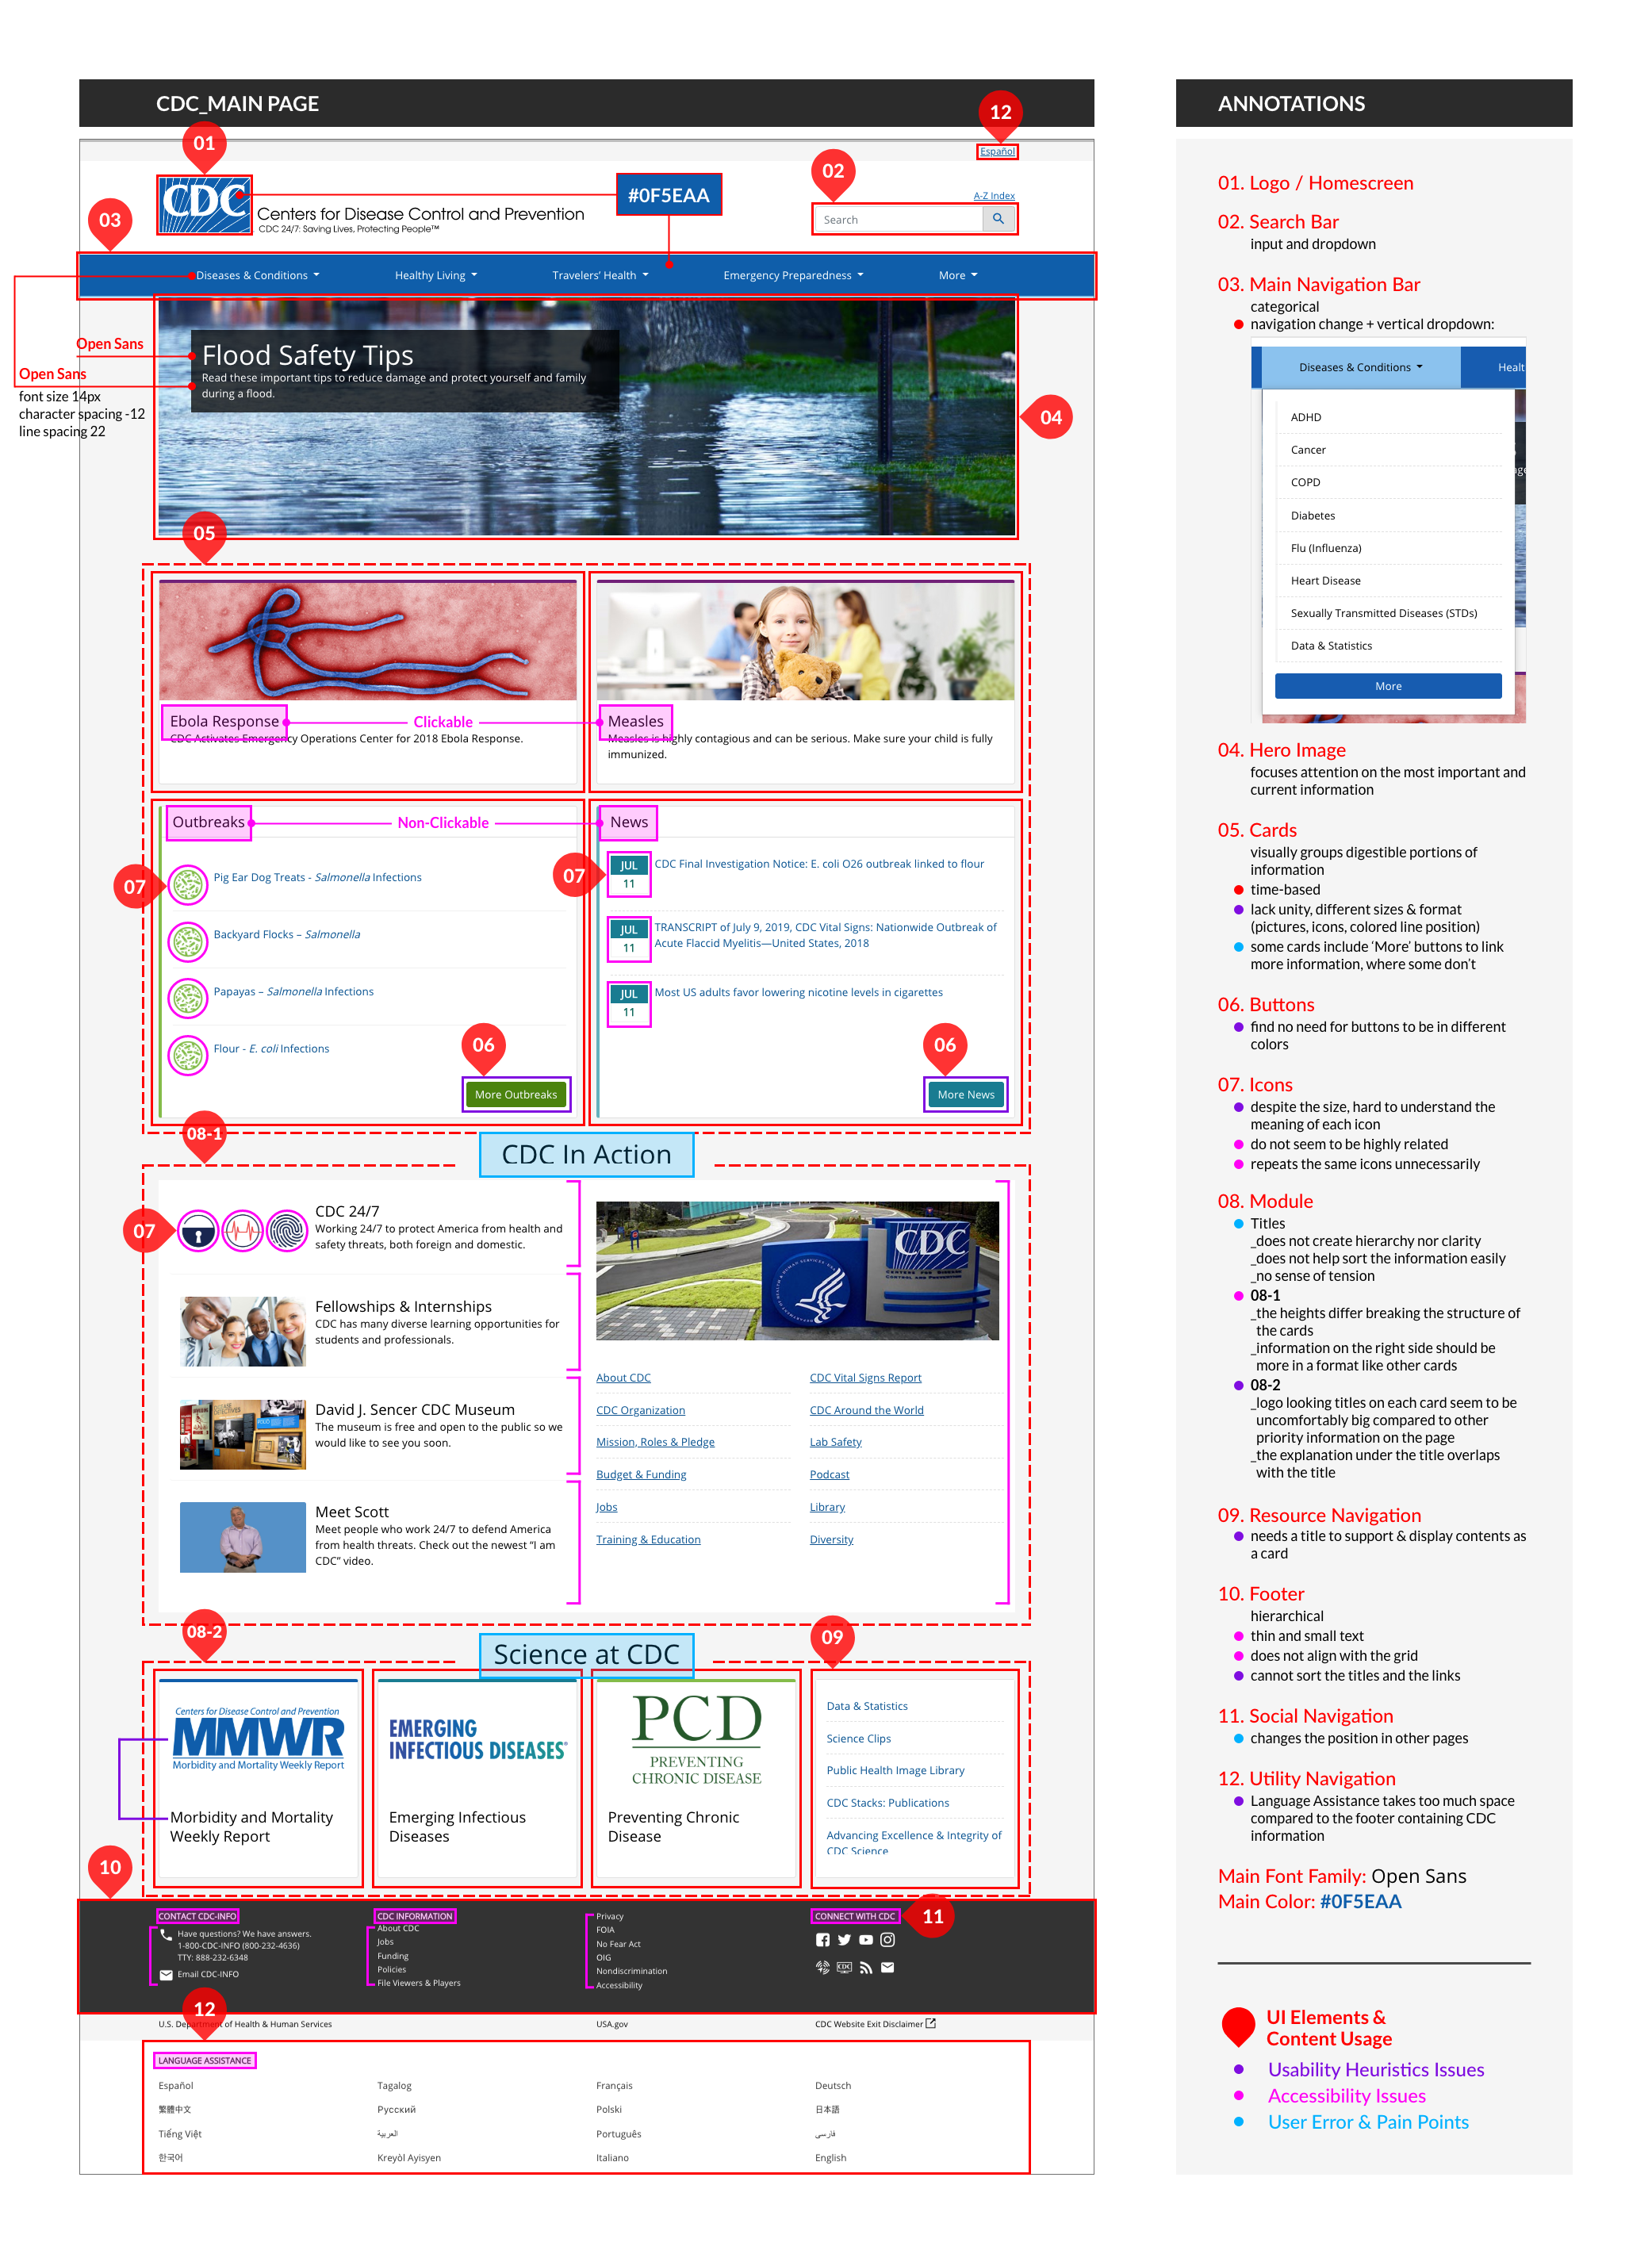 CDC_MAIN PAGE
12
01
Español
02
CDC
#0F5EAA
A-Z Index
03
Centers for Disease Control and Prevention
CDC 24/7: Saving Lives, Protecting People™
Search
Diseases & Conditions
Healthy Living
Travelers' Health
Emergency Preparedness
More
Open Sans
Open Sans
font size 14px
character spacing -12
line spacing 22
Flood Safety Tips
Read these important tips to reduce damage and protect yourself and family
during a flood.
04
05
Ebola Response
Clickable
Measles
CDC Activates Emergency Operations Center for 2018 Ebola Response.
Measles is highly contagious and can be serious. Make sure your child is fully
immunized.
Outbreaks
Non-Clickable
News
07
Pig Ear Dog Treats - Salmonella Infections
Backyard Flocks – Salmonella
Papayas – Salmonella Infections
Flour - E. coli Infections
06
More Outbreaks
07
JUL
11
CDC Final Investigation Notice: E. coli O26 outbreak linked to flour
JUL
11
TRANSCRIPT of July 9, 2019, CDC Vital Signs: Nationwide Outbreak of
Acute Flaccid Myelitis—United States, 2018
JUL
11
Most US adults favor lowering nicotine levels in cigarettes
06
More News
08-1
CDC In Action
07
CDC 24/7
Working 24/7 to protect America from health and
safety threats, both foreign and domestic.
Fellowships & Internships
CDC has many diverse learning opportunities for
students and professionals.
David J. Sencer CDC Museum
The museum is free and open to the public so we
would like to see you soon.
Meet Scott
Meet people who work 24/7 to defend America
from health threats. Check out the newest "I am
CDC" video.
CDC
CENTERS FOR DISEASE
CONTROL AND PREVENTION
About CDC
CDC Vital Signs Report
CDC Organization
CDC Around the World
Mission, Roles & Pledge
Lab Safety
Budget & Funding
Podcast
Jobs
Library
Training & Education
Diversity
08-2
Science at CDC
09
Centers for Disease Control and Prevention
MMWR
Morbidity and Mortality Weekly Report
Morbidity and Mortality
Weekly Report
EMERGING
INFECTIOUS DISEASES®
Emerging Infectious
Diseases
PCD
PREVENTING
CHRONIC DISEASE
Preventing Chronic
Disease
Data & Statistics
Science Clips
Public Health Image Library
CDC Stacks: Publications
Advancing Excellence & Integrity of
CDC Science
10
CONTACT CDC-INFO
Have questions? We have answers.
1-800-CDC-INFO (800-232-4636)
TTY: 888-232-6348
Email CDC-INFO
CDC INFORMATION
About CDC
Jobs
Funding
Policies
File Viewers & Players
Privacy
FOIA
No Fear Act
OIG
Nondiscrimination
Accessibility
CONNECT WITH CDC
11
CDC
12
U.S. Department of Health & Human Services
USA.gov
CDC Website Exit Disclaimer
LANGUAGE ASSISTANCE
Español
Tagalog
Français
Deutsch
繁體中文
Русский
Polski
日本語
Tiếng Việt
العربية
Português
فارسی
한국어
Kreyòl Ayisyen
Italiano
English
ANNOTATIONS
01. Logo / Homescreen
02. Search Bar
input and dropdown
03. Main Navigation Bar
categorical
navigation change + vertical dropdown:
Diseases & Conditions
Healt
ADHD
Cancer
COPD
Diabetes
Flu (Influenza)
Heart Disease
Sexually Transmitted Diseases (STDs)
Data & Statistics
More
04. Hero Image
focuses attention on the most important and
current information
05. Cards
visually groups digestible portions of
information
time-based
lack unity, different sizes & format
(pictures, icons, colored line position)
some cards include 'More' buttons to link
more information, where some don't
06. Buttons
find no need for buttons to be in different
colors
07. Icons
despite the size, hard to understand the
meaning of each icon
do not seem to be highly related
repeats the same icons unnecessarily
08. Module
Titles
_does not create hierarchy nor clarity
_does not help sort the information easily
_no sense of tension
08-1
_the heights differ breaking the structure of
the cards
_information on the right side should be
more in a format like other cards
08-2
_logo looking titles on each card seem to be
uncomfortably big compared to other
priority information on the page
_the explanation under the title overlaps
with the title
09. Resource Navigation
needs a title to support & display contents as
a card
10. Footer
hierarchical
thin and small text
does not align with the grid
cannot sort the titles and the links
11. Social Navigation
changes the position in other pages
12. Utility Navigation
Language Assistance takes too much space
compared to the footer containing CDC
information
Main Font Family: Open Sans
Main Color: #0F5EAA
UI Elements &
Content Usage
Usability Heuristics Issues
Accessibility Issues
User Error & Pain Points